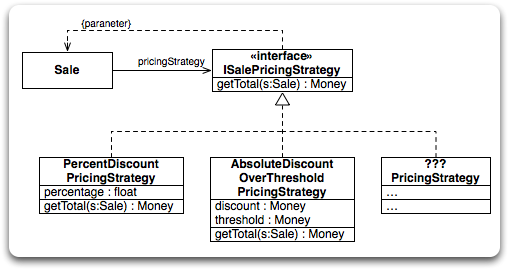 {paraneter}
Sale
pricingStrategy
«interface»
ISalePricingStrategy
getTotal(s:Sale) : Money
PercentDiscount
PricingStrategy
percentage : float
getTotal(s:Sale) : Money
AbsoluteDiscount
OverThreshold
PricingStrategy
discount : Money
threshold : Money
getTotal(s:Sale) : Money
???
PricingStrategy
...
...